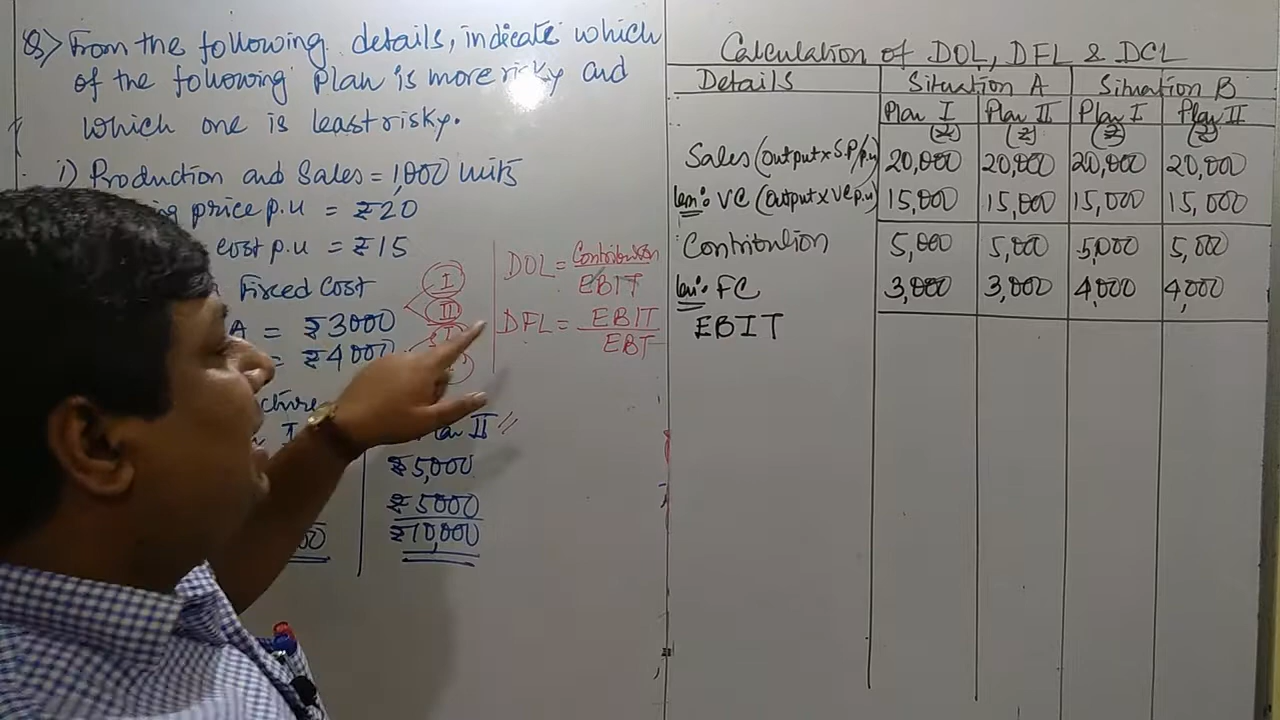 Q> From the following details, indicate which
of the following Plan is more risky and
which one is least risky.
i) Production and Sales = 1,000 units
price p.u = ₹20
cost p.u = ₹15
Fixed Cost
A = ₹3000
= ₹4000
I
II
I
Plan II //
₹5,000
₹5000
₹10,000
DOL = Contribution
EBIT
DFL = EBIT
EBT
Calculation of DOL, DFL & DCL
Details Situation A Situation B
Plan I Plan II Plan I Plan II
(₹) (₹) (₹) (₹)
Sales (output x S.P/p.u) 20,000 20,000 20,000 20,000
Less: VC (output x VC p.u) 15,000 15,000 15,000 15,000
Contribution 5,000 5,000 5,000 5,000
Less: FC 3,000 3,000 4,000 4,000
EBIT